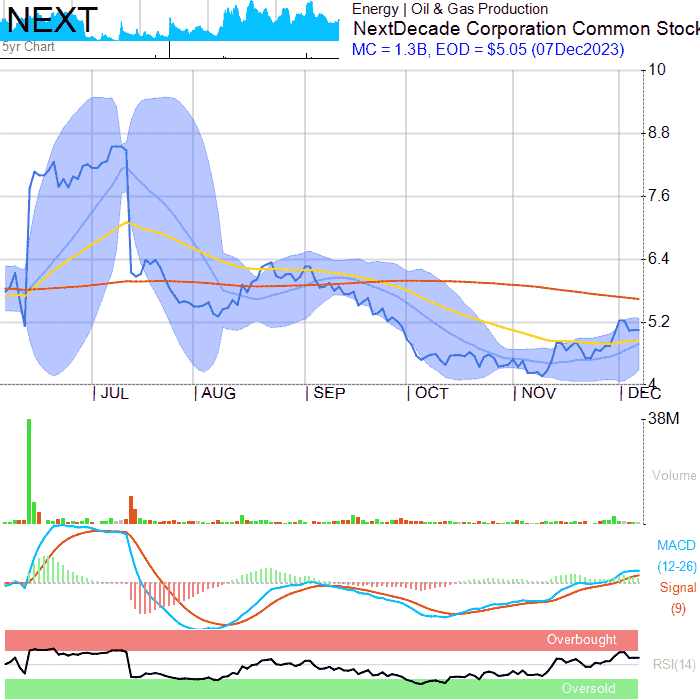 NEXT
5yr Chart
Energy | Oil & Gas Production
NextDecade Corporation Common Stock
MC = 1.3B, EOD = $5.05 (07Dec2023)
10
8.8
7.6
6.4
5.2
4
JUL
AUG
SEP
OCT
NOV
DEC
38M
Volume
MACD
(12-26)
Signal
(9)
Overbought
RSI(14)
Oversold